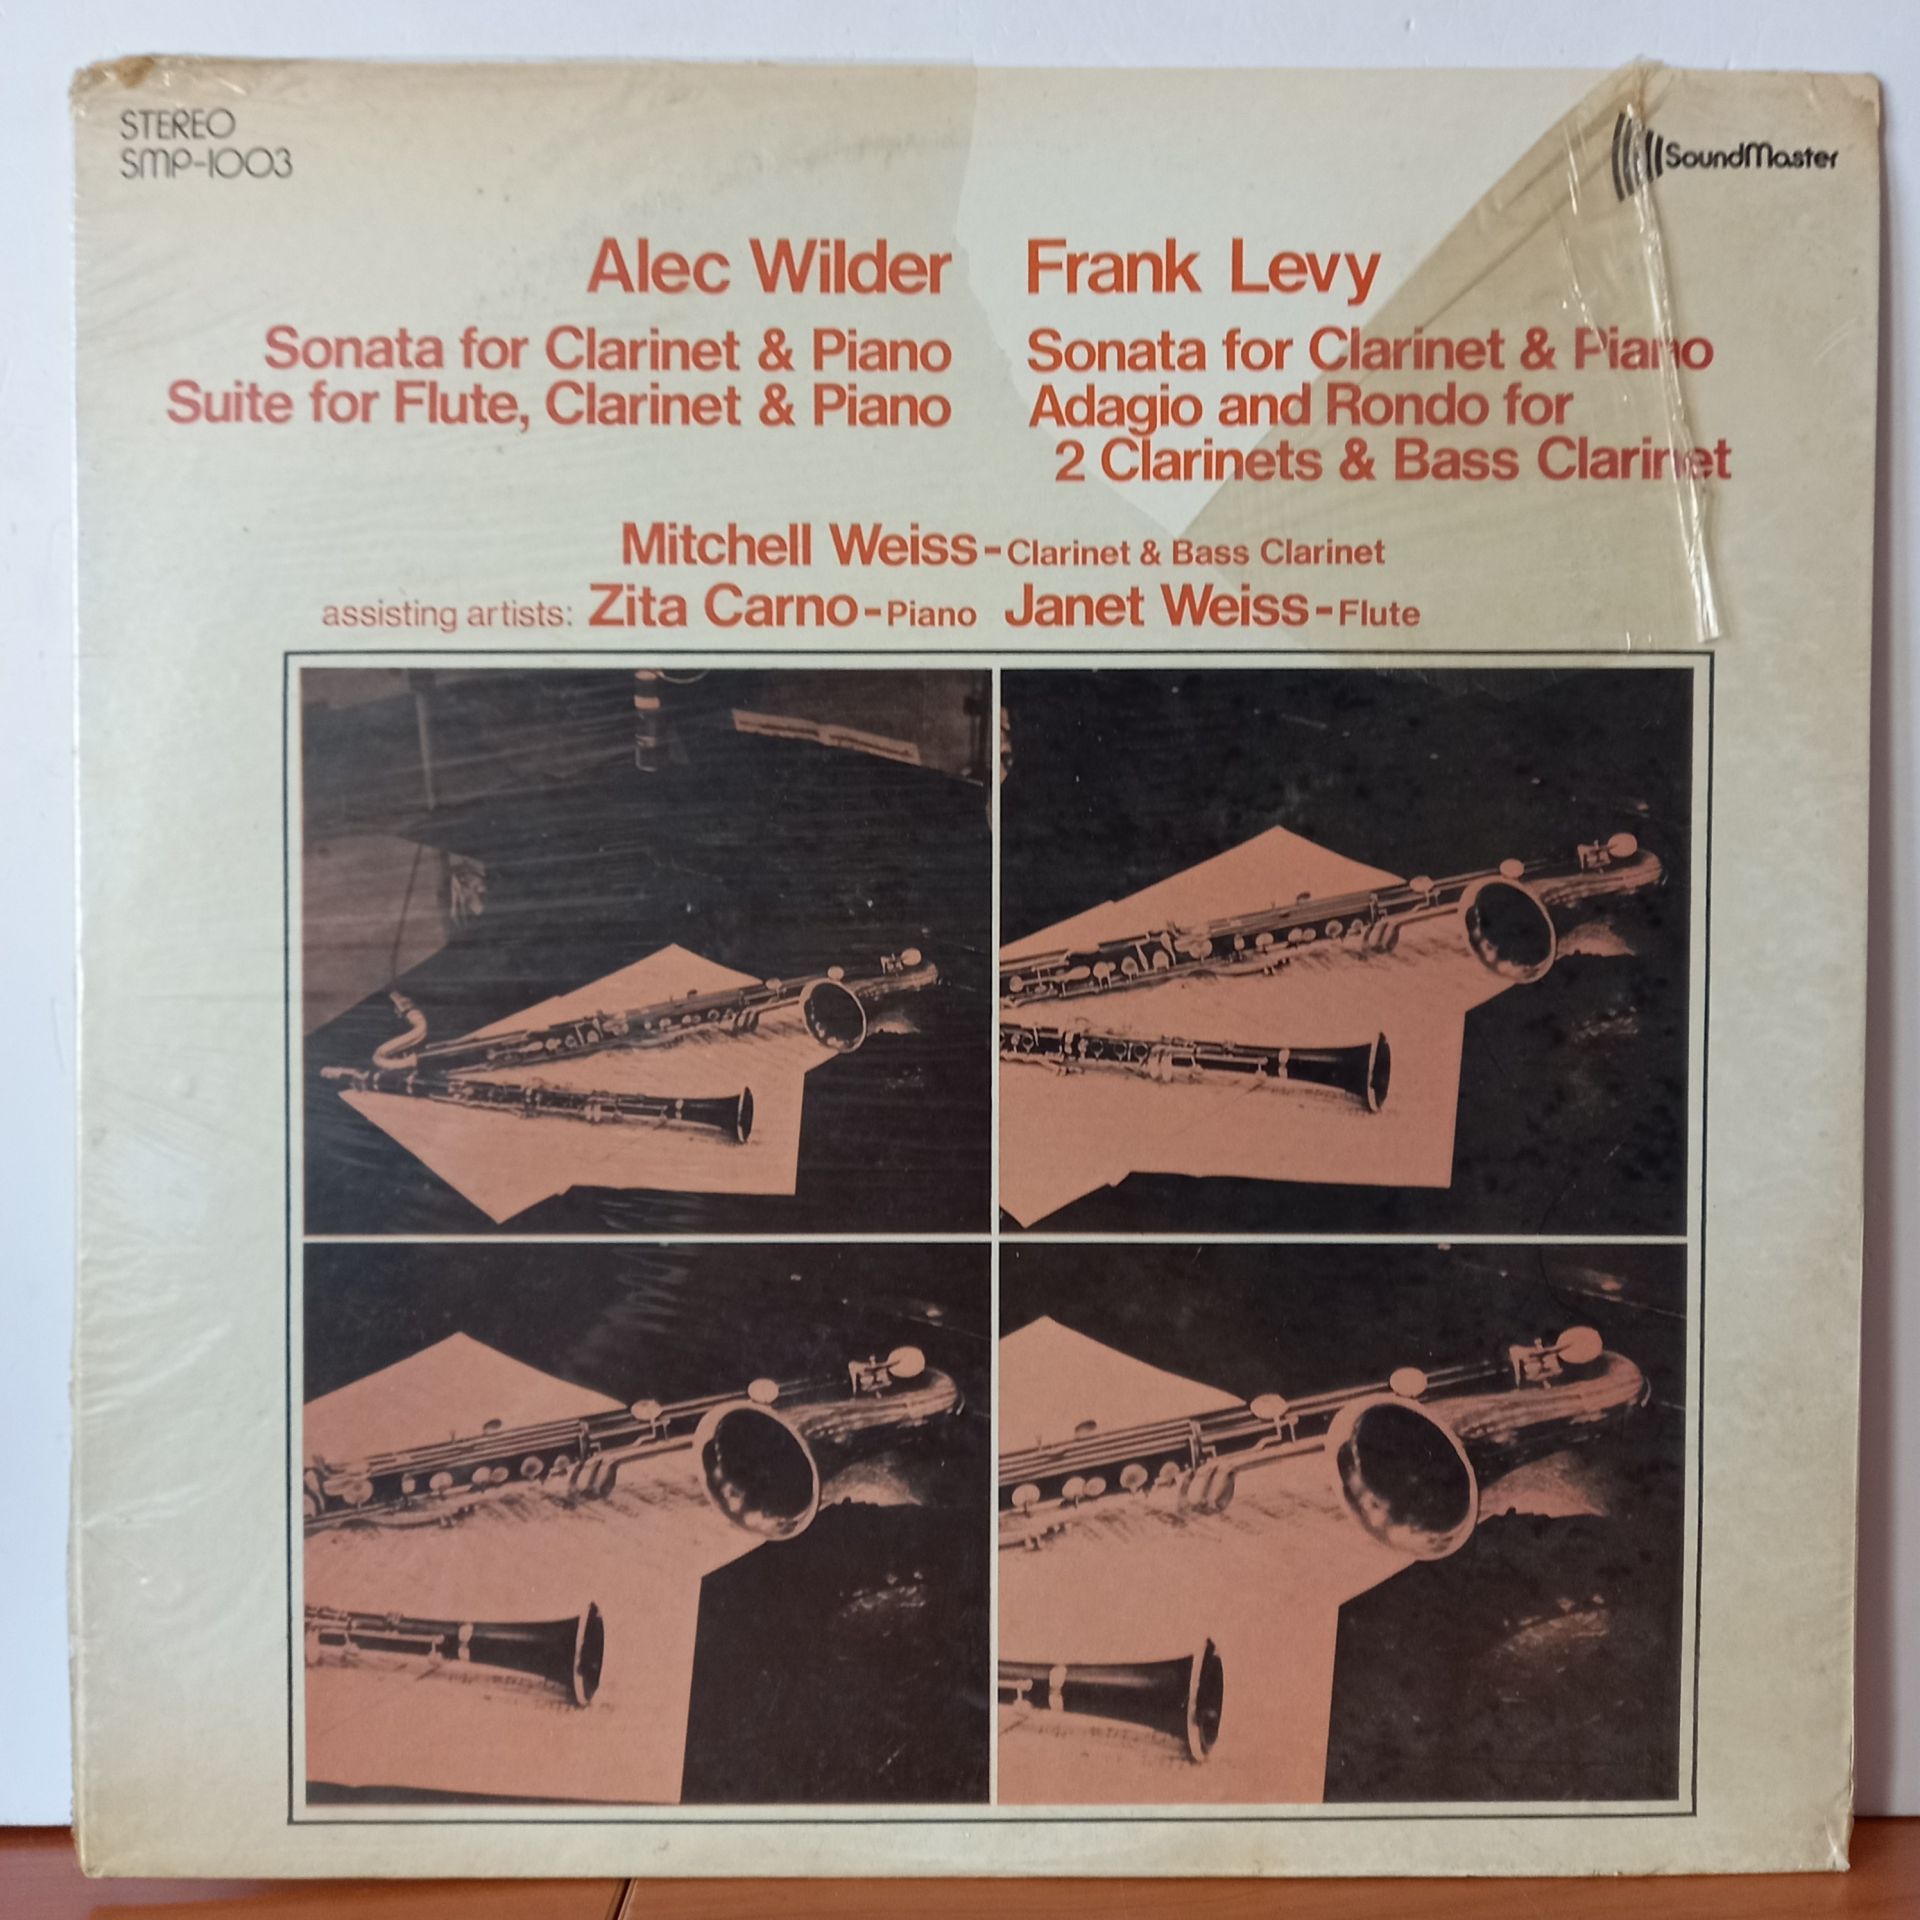 STEREO
SMP-1003
SoundMaster
Alec Wilder
Sonata for Clarinet & Piano
Suite for Flute, Clarinet & Piano
Frank Levy
Sonata for Clarinet & Piano
Adagio and Rondo for
2 Clarinets & Bass Clarinet
Mitchell Weiss-Clarinet & Bass Clarinet
assisting artists: Zita Carno-Piano Janet Weiss-Flute